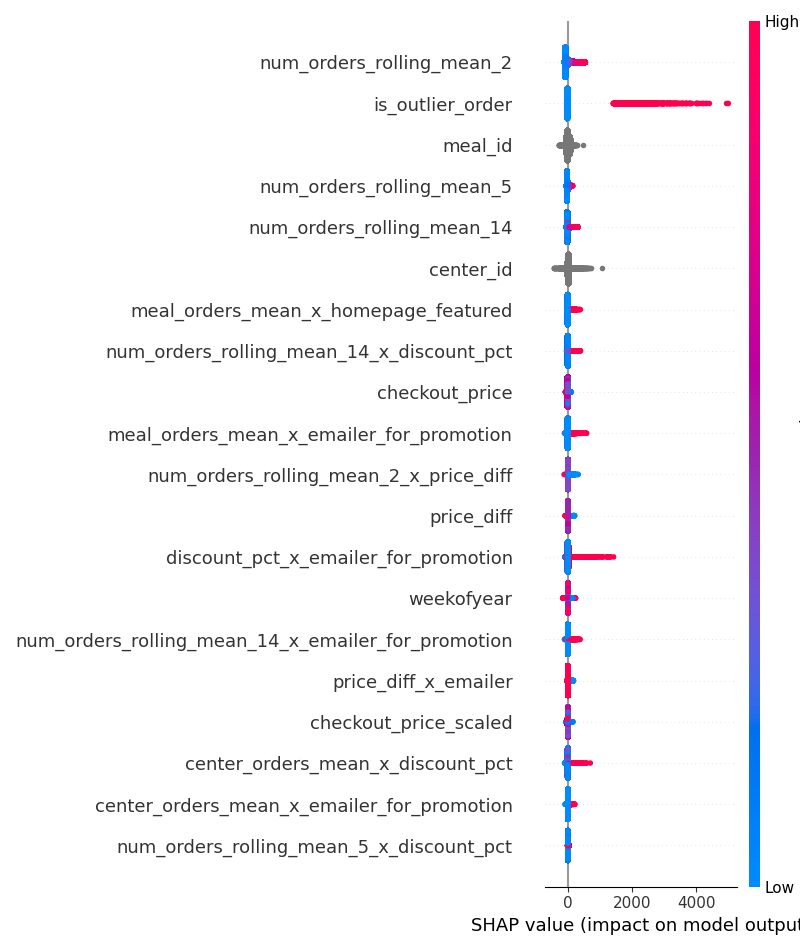 High
num_orders_rolling_mean_2
is_outlier_order
meal_id
num_orders_rolling_mean_5
num_orders_rolling_mean_14
center_id
meal_orders_mean_x_homepage_featured
num_orders_rolling_mean_14_x_discount_pct
checkout_price
meal_orders_mean_x_emailer_for_promotion
num_orders_rolling_mean_2_x_price_diff
price_diff
discount_pct_x_emailer_for_promotion
weekofyear
num_orders_rolling_mean_14_x_emailer_for_promotion
price_diff_x_emailer
checkout_price_scaled
center_orders_mean_x_discount_pct
center_orders_mean_x_emailer_for_promotion
num_orders_rolling_mean_5_x_discount_pct
Low
0 2000 4000
SHAP value (impact on model output